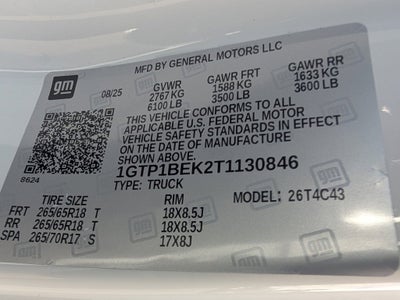 gm
MFD BY GENERAL MOTORS LLC
08/25
GVWR GAWR FRT GAWR RR
2767 KG 1588 KG 1633 KG
6100 LB 3500 LB 3600 LB
THIS VEHICLE CONFORMS TO ALL
APPLICABLE U.S. FEDERAL MOTOR
VEHICLE SAFETY STANDARDS IN EFFECT
ON THE DATE OF MANUFACTURE
SHOWN ABOVE.
8624
1GTP1BEK2T1130846
TYPE: TRUCK
TIRE SIZE RIM MODEL: 26T4C43
FRT 265/65R18 T 18X8.5J
RR 265/65R18 T 18X8.5J
SPA 265/70R17 S 17X8J